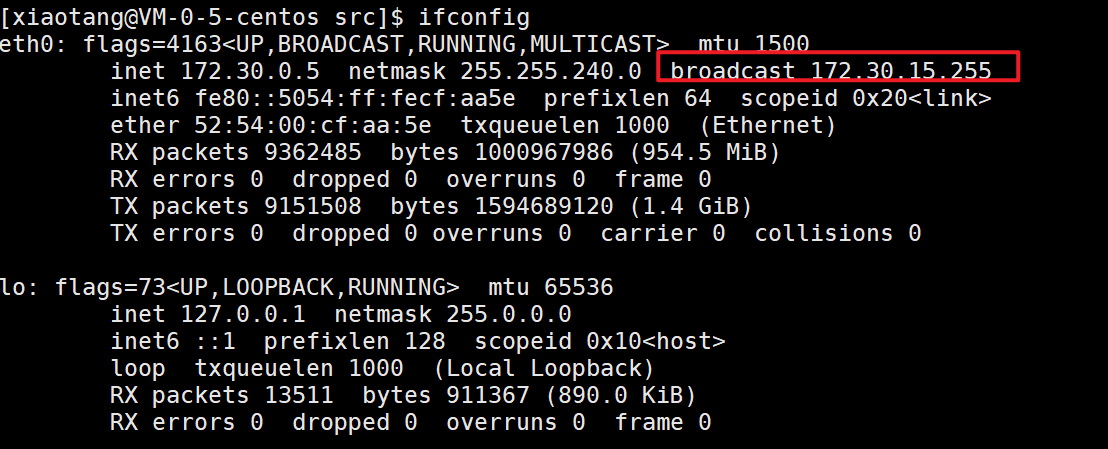 [xiaotang@VM-0-5-centos src]$ ifconfig
eth0: flags=4163<UP,BROADCAST,RUNNING,MULTICAST>  mtu 1500
        inet 172.30.0.5  netmask 255.255.240.0  broadcast 172.30.15.255
        inet6 fe80::5054:ff:fecf:aa5e  prefixlen 64  scopeid 0x20<link>
        ether 52:54:00:cf:aa:5e  txqueuelen 1000  (Ethernet)
        RX packets 9362485  bytes 1000967986 (954.5 MiB)
        RX errors 0  dropped 0  overruns 0  frame 0
        TX packets 9151508  bytes 1594689120 (1.4 GiB)
        TX errors 0  dropped 0 overruns 0  carrier 0  collisions 0

lo: flags=73<UP,LOOPBACK,RUNNING>  mtu 65536
        inet 127.0.0.1  netmask 255.0.0.0
        inet6 ::1  prefixlen 128  scopeid 0x10<host>
        loop  txqueuelen 1000  (Local Loopback)
        RX packets 13511  bytes 911367 (890.0 KiB)
        RX errors 0  dropped 0  overruns 0  frame 0